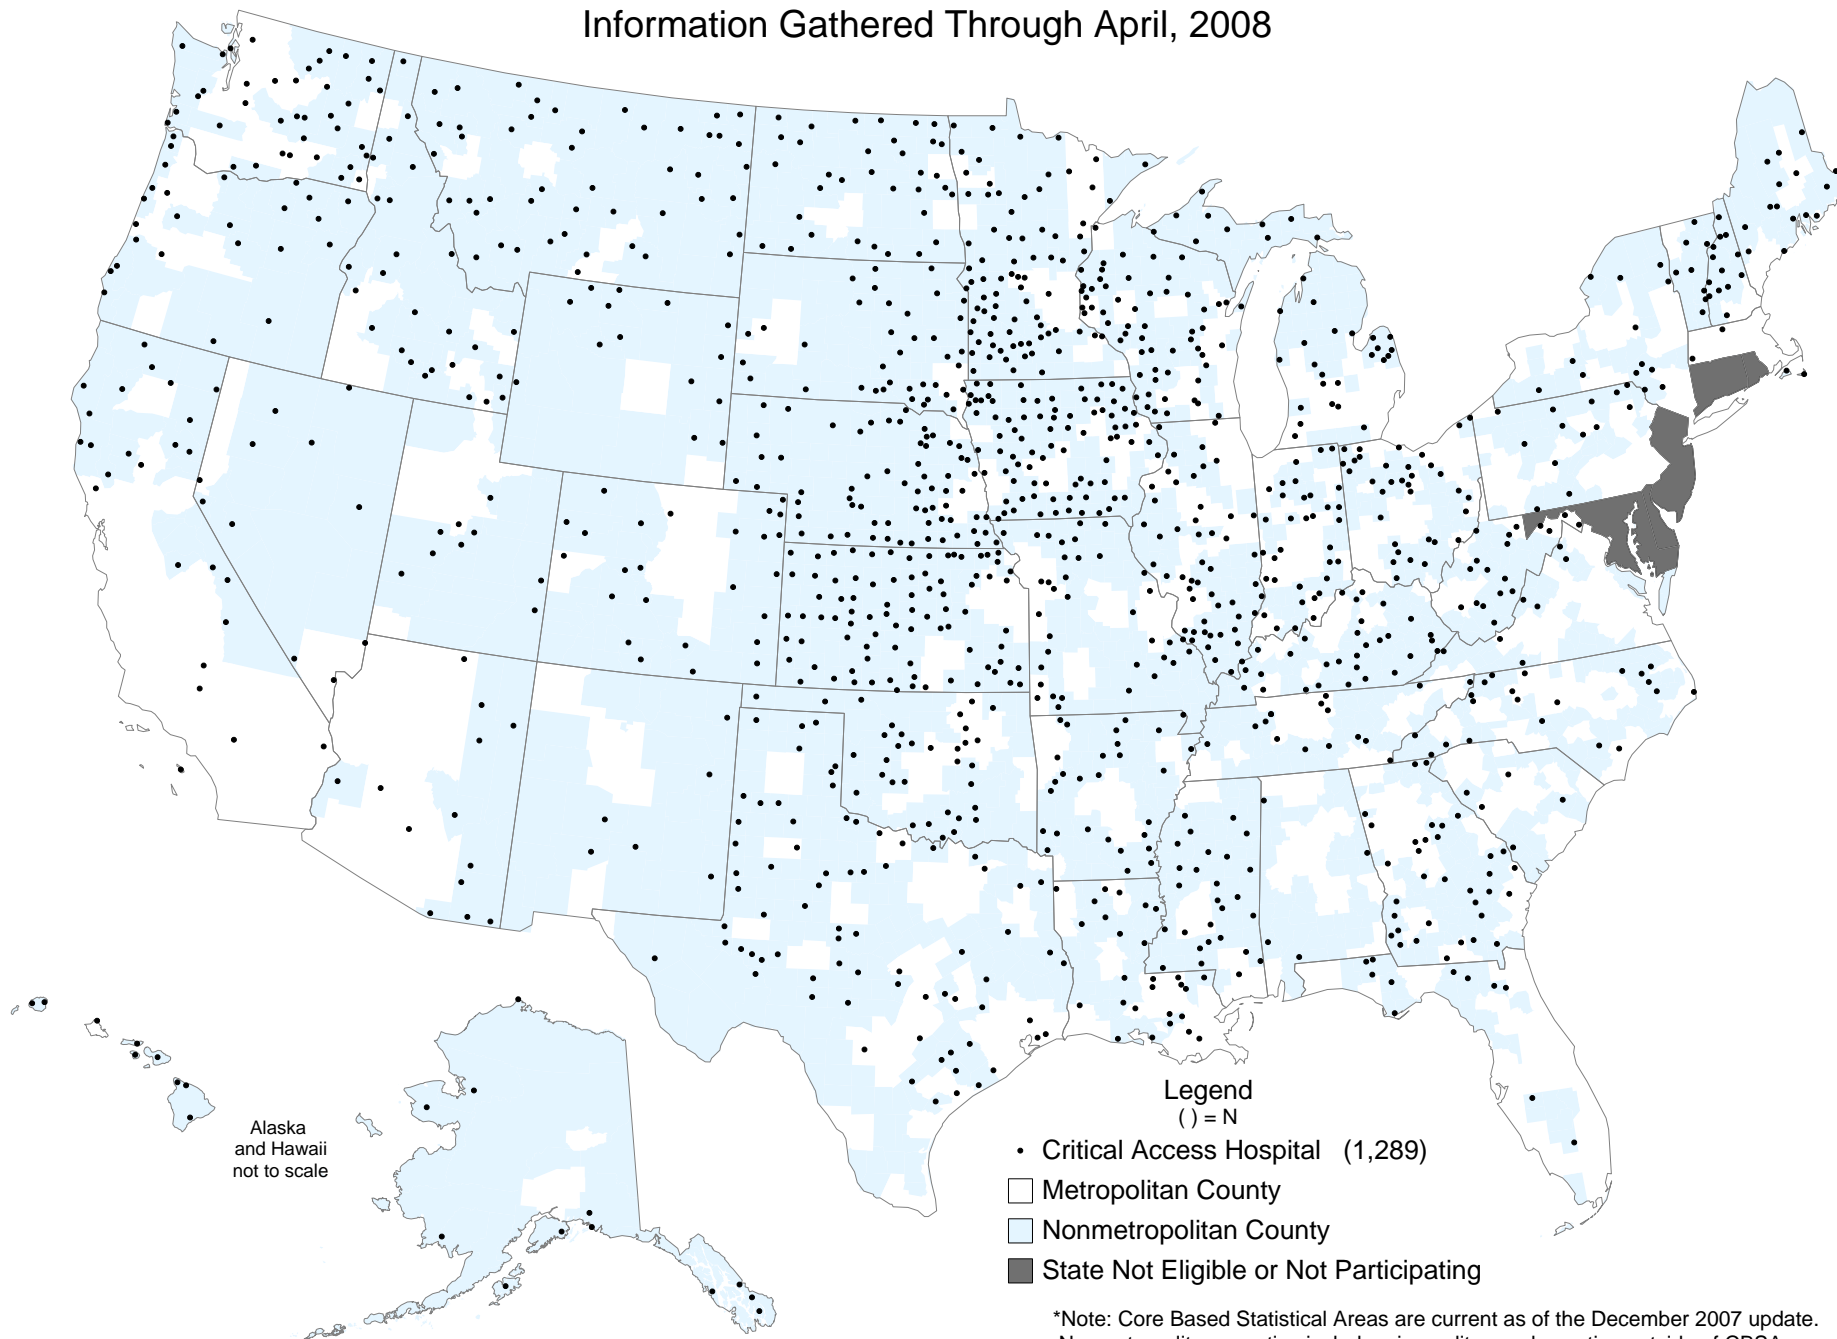 Information Gathered Through April, 2008
Alaska
and Hawaii
not to scale
Legend
( ) = N
Critical Access Hospital (1,289)
Metropolitan County
Nonmetropolitan County
State Not Eligible or Not Participating
*Note: Core Based Statistical Areas are current as of the December 2007 update.